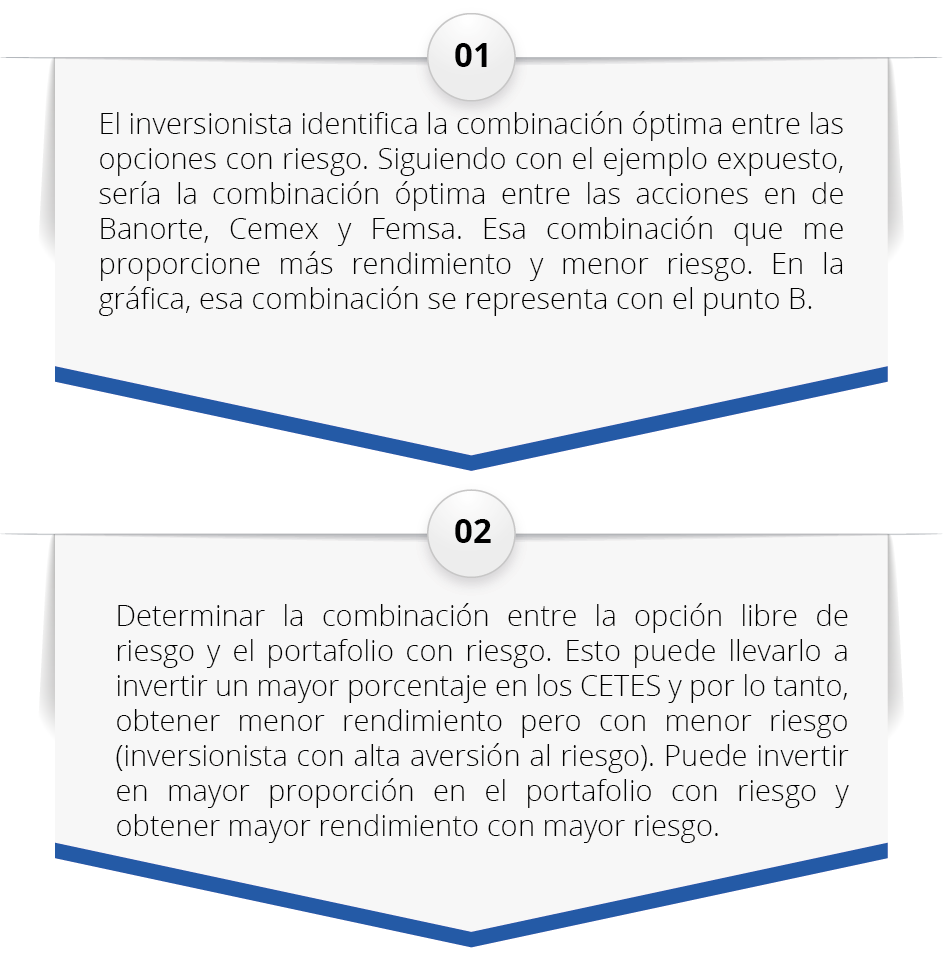 01
El inversionista identifica la combinación óptima entre las
opciones con riesgo. Siguiendo con el ejemplo expuesto,
sería la combinación óptima entre las acciones en de
Banorte, Cemex y Femsa. Esa combinación que me
proporcione más rendimiento y menor riesgo. En la
gráfica, esa combinación se representa con el punto B.
02
Determinar la combinación entre la opción libre de
riesgo y el portafolio con riesgo. Esto puede llevarlo a
invertir un mayor porcentaje en los CETES y por lo tanto,
obtener menor rendimiento pero con menor riesgo
(inversionista con alta aversión al riesgo). Puede invertir
en mayor proporción en el portafolio con riesgo y
obtener mayor rendimiento con mayor riesgo.